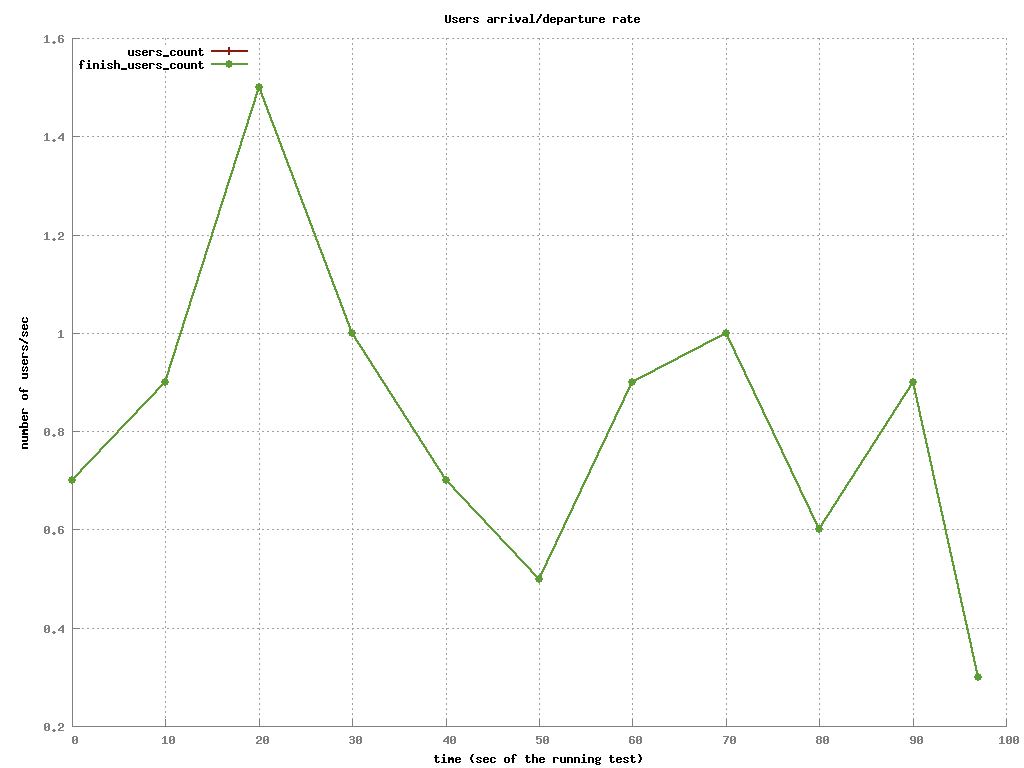 Users arrival/departure rate
1.6
users_count
finish_users_count
1.4
1.2
1
0.8
0.6
0.4
0.2
number of users/sec
0 10 20 30 40 50 60 70 80 90 100
time (sec of the running test)